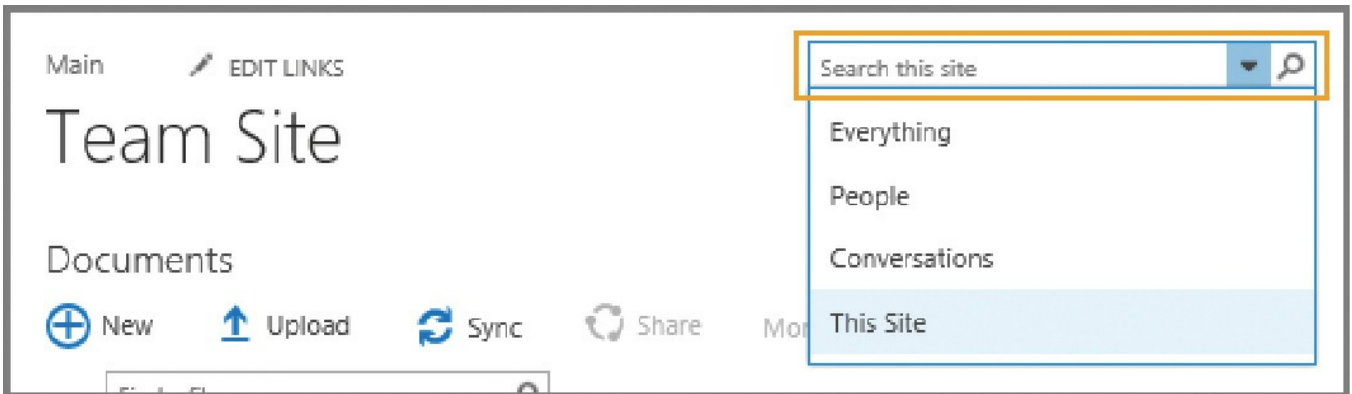 Main EDIT LINKS
Search this site
Team Site
Everything
People
Conversations
This Site
Documents
New Upload Sync Share